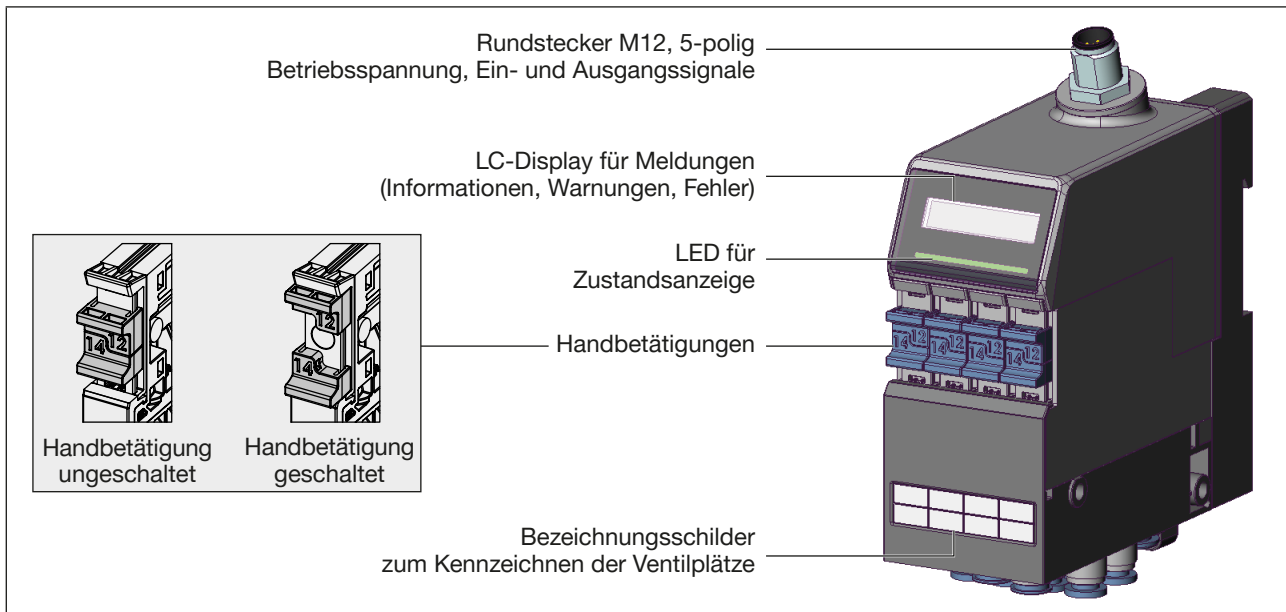 Rundstecker M12, 5-polig
Betriebsspannung, Ein- und Ausgangssignale
LC-Display für Meldungen
(Informationen, Warnungen, Fehler)
LED für
Zustandsanzeige
Handbetätigungen
12
14 12
14
Handbetätigung
ungeschaltet
Handbetätigung
geschaltet
14 12 14 12 14 12 14 12
Bezeichnungsschilder
zum Kennzeichnen der Ventilplätze